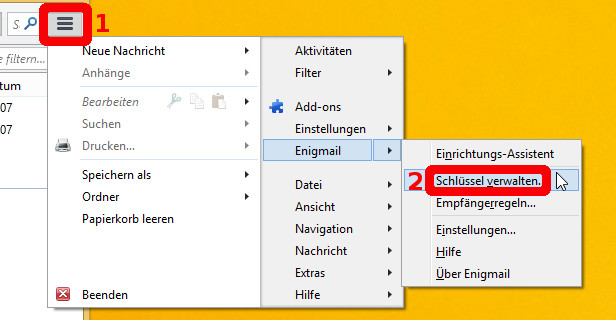 S.
1
e filtern...
tum
07
07
Neue Nachricht
Anhänge
Bearbeiten
Suchen
Drucken...
Speichern als
Ordner
Papierkorb leeren
Beenden
Aktivitäten
Filter
Add-ons
Einstellungen
Enigmail
Datei
Ansicht
Navigation
Nachricht
Extras
Hilfe
Einrichtungs-Assistent
2
Schlüssel verwalten.
Empfängerregeln...
Einstellungen...
Hilfe
Über Enigmail